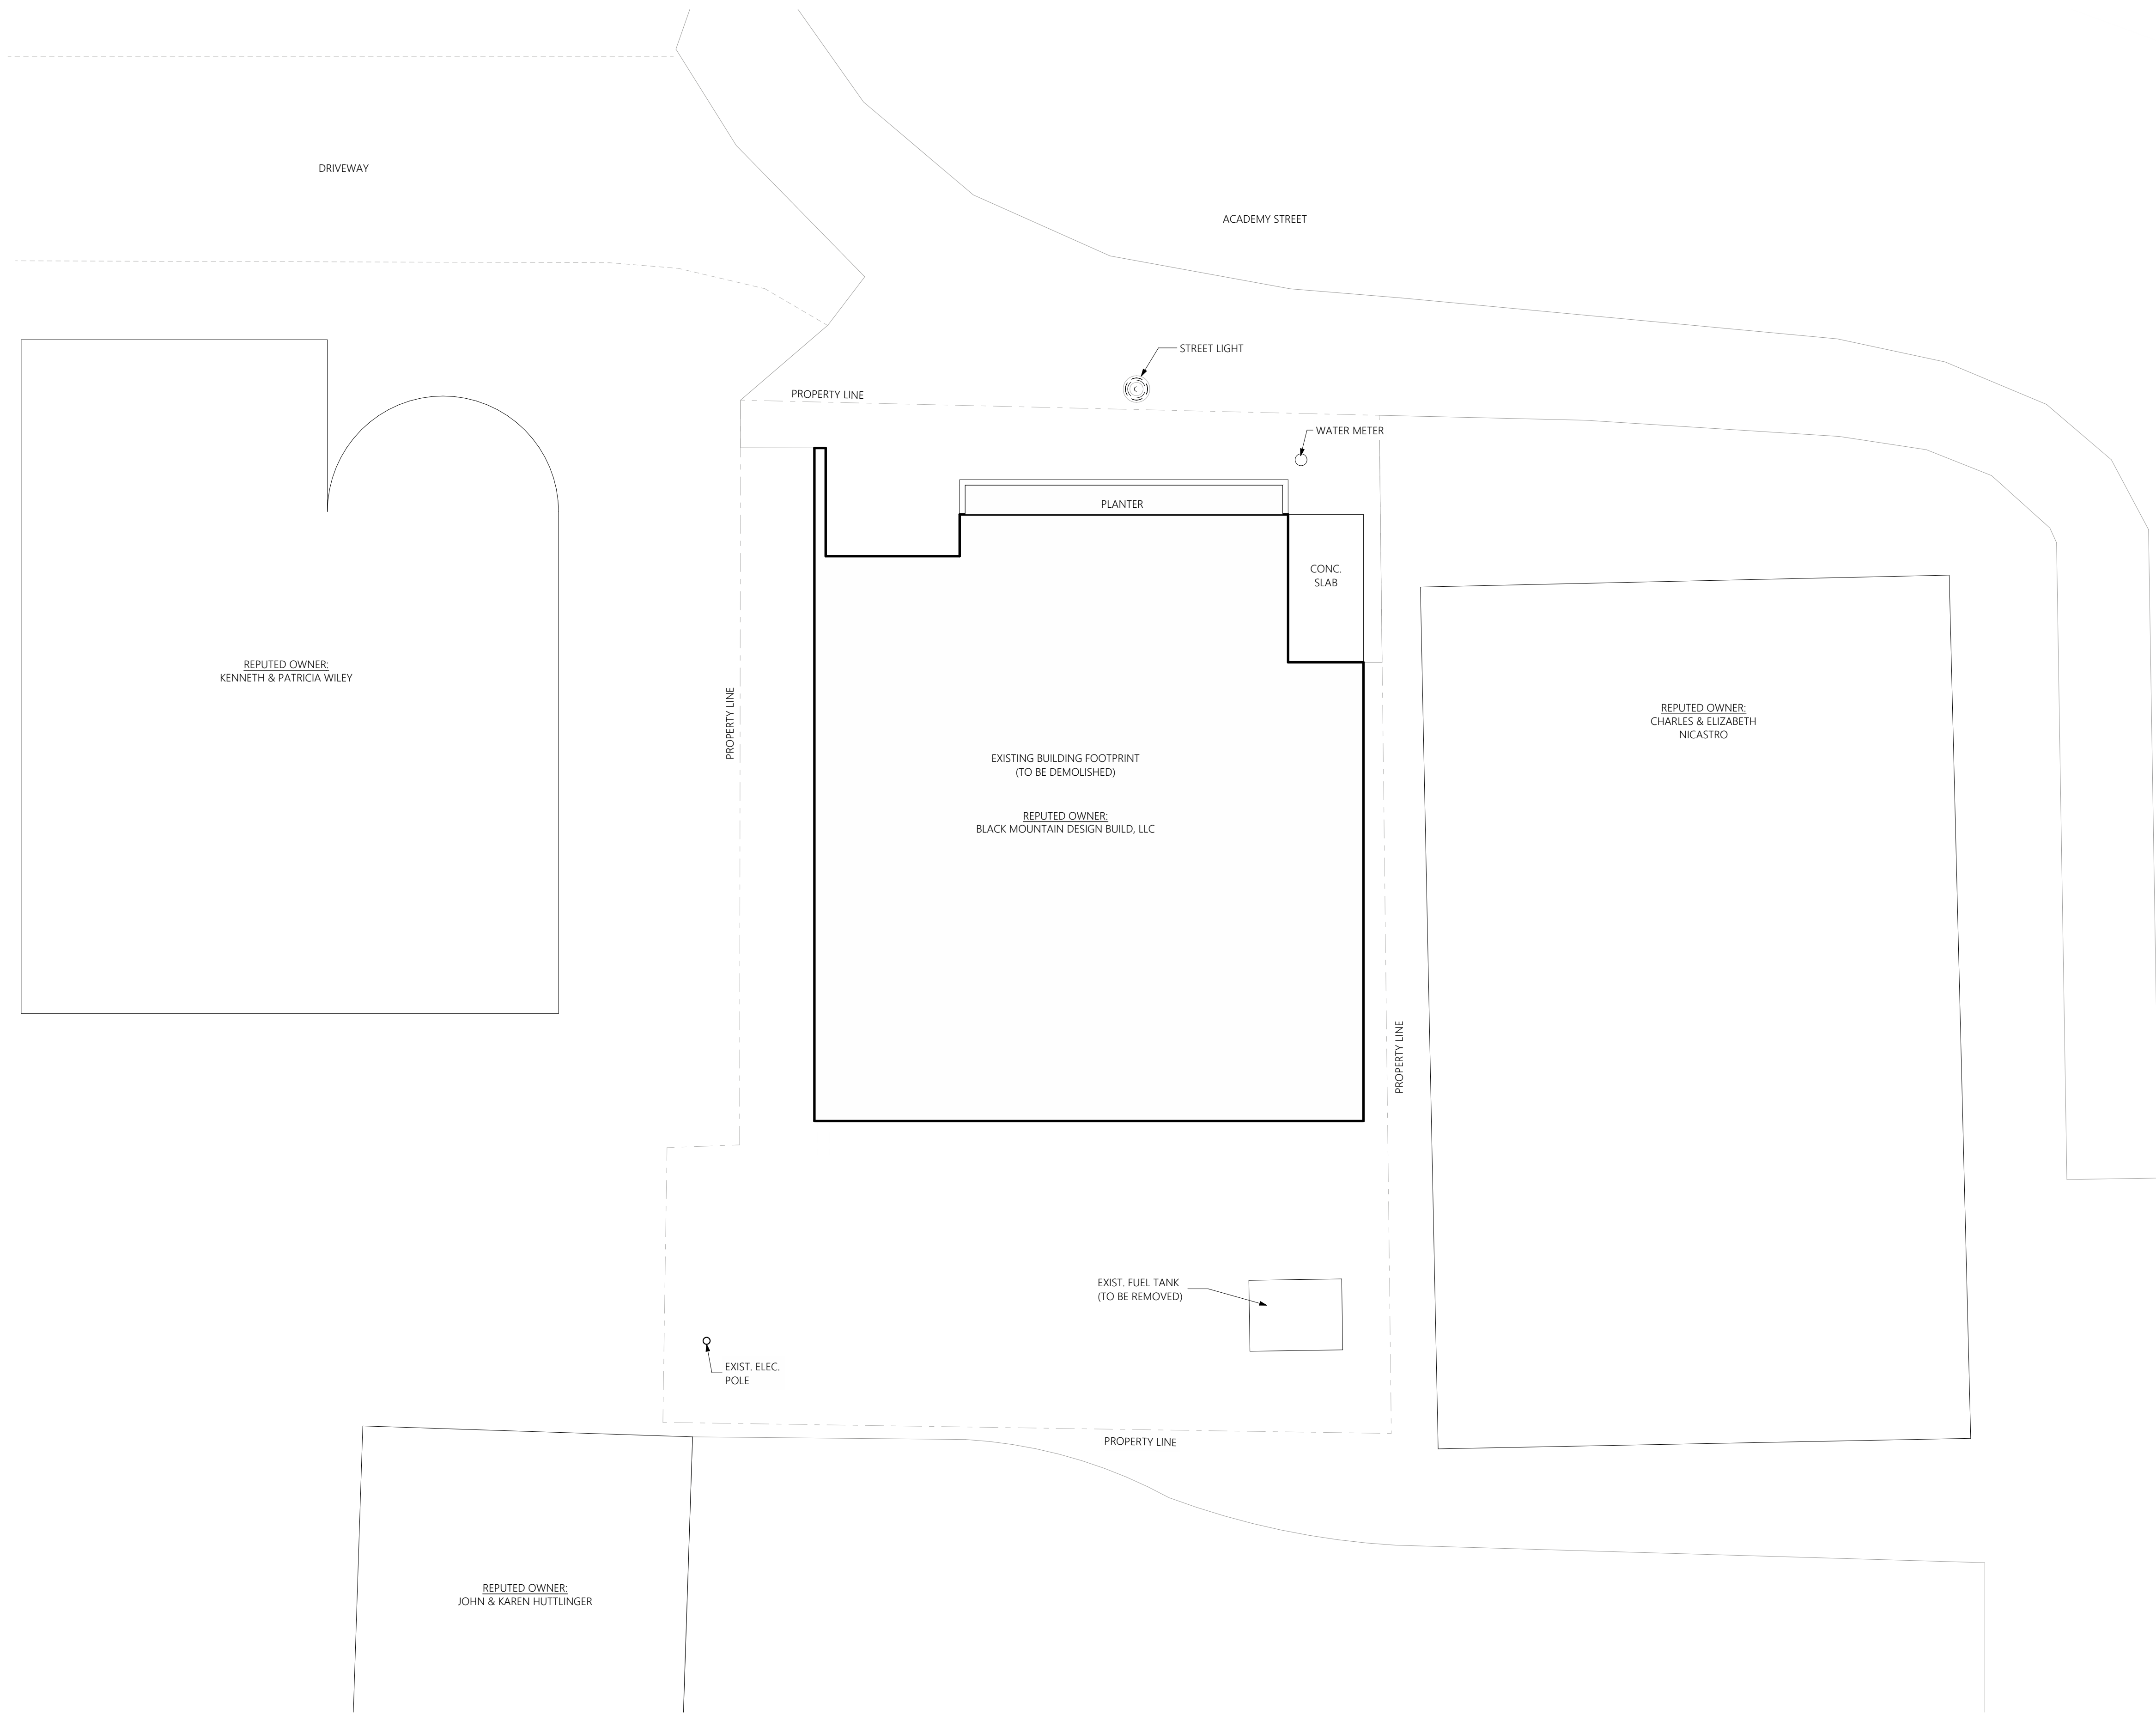 DRIVEWAY
ACADEMY STREET
STREET LIGHT
C
PROPERTY LINE
WATER METER
PLANTER
CONC.
SLAB
REPUTED OWNER:
KENNETH & PATRICIA WILEY
PROPERTY LINE
REPUTED OWNER:
CHARLES & ELIZABETH
NICASTRO
EXISTING BUILDING FOOTPRINT
(TO BE DEMOLISHED)
REPUTED OWNER:
BLACK MOUNTAIN DESIGN BUILD, LLC
PROPERTY LINE
EXIST. FUEL TANK
(TO BE REMOVED)
EXIST. ELEC.
POLE
PROPERTY LINE
REPUTED OWNER:
JOHN & KAREN HUTTLINGER